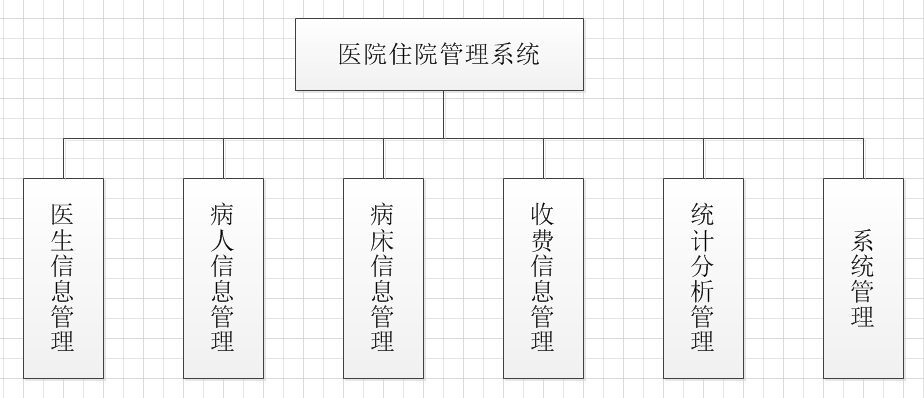 医院住院管理系统
医生信息管理
病人信息管理
病床信息管理
收费信息管理
统计分析管理
系统管理